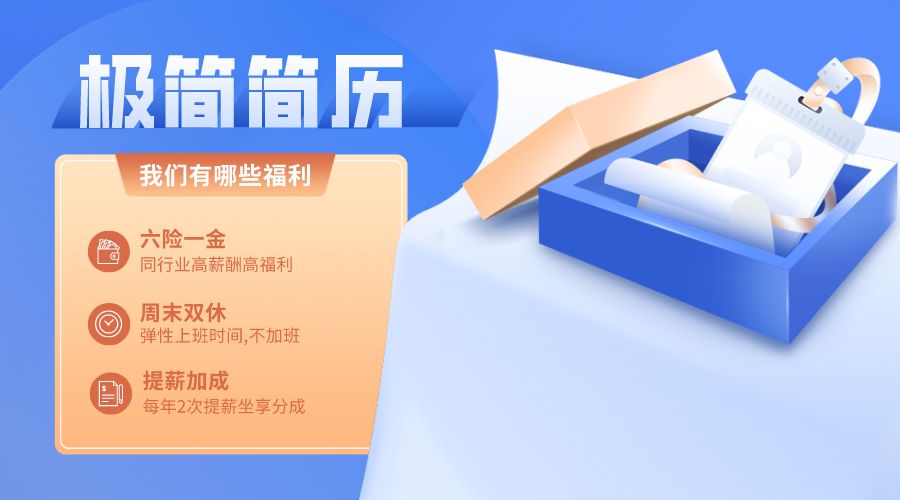 极简简历
我们有哪些福利
六险一金
同行业高薪酬高福利
周末双休
弹性上班时间,不加班
提薪加成
每年2次提薪坐享分成